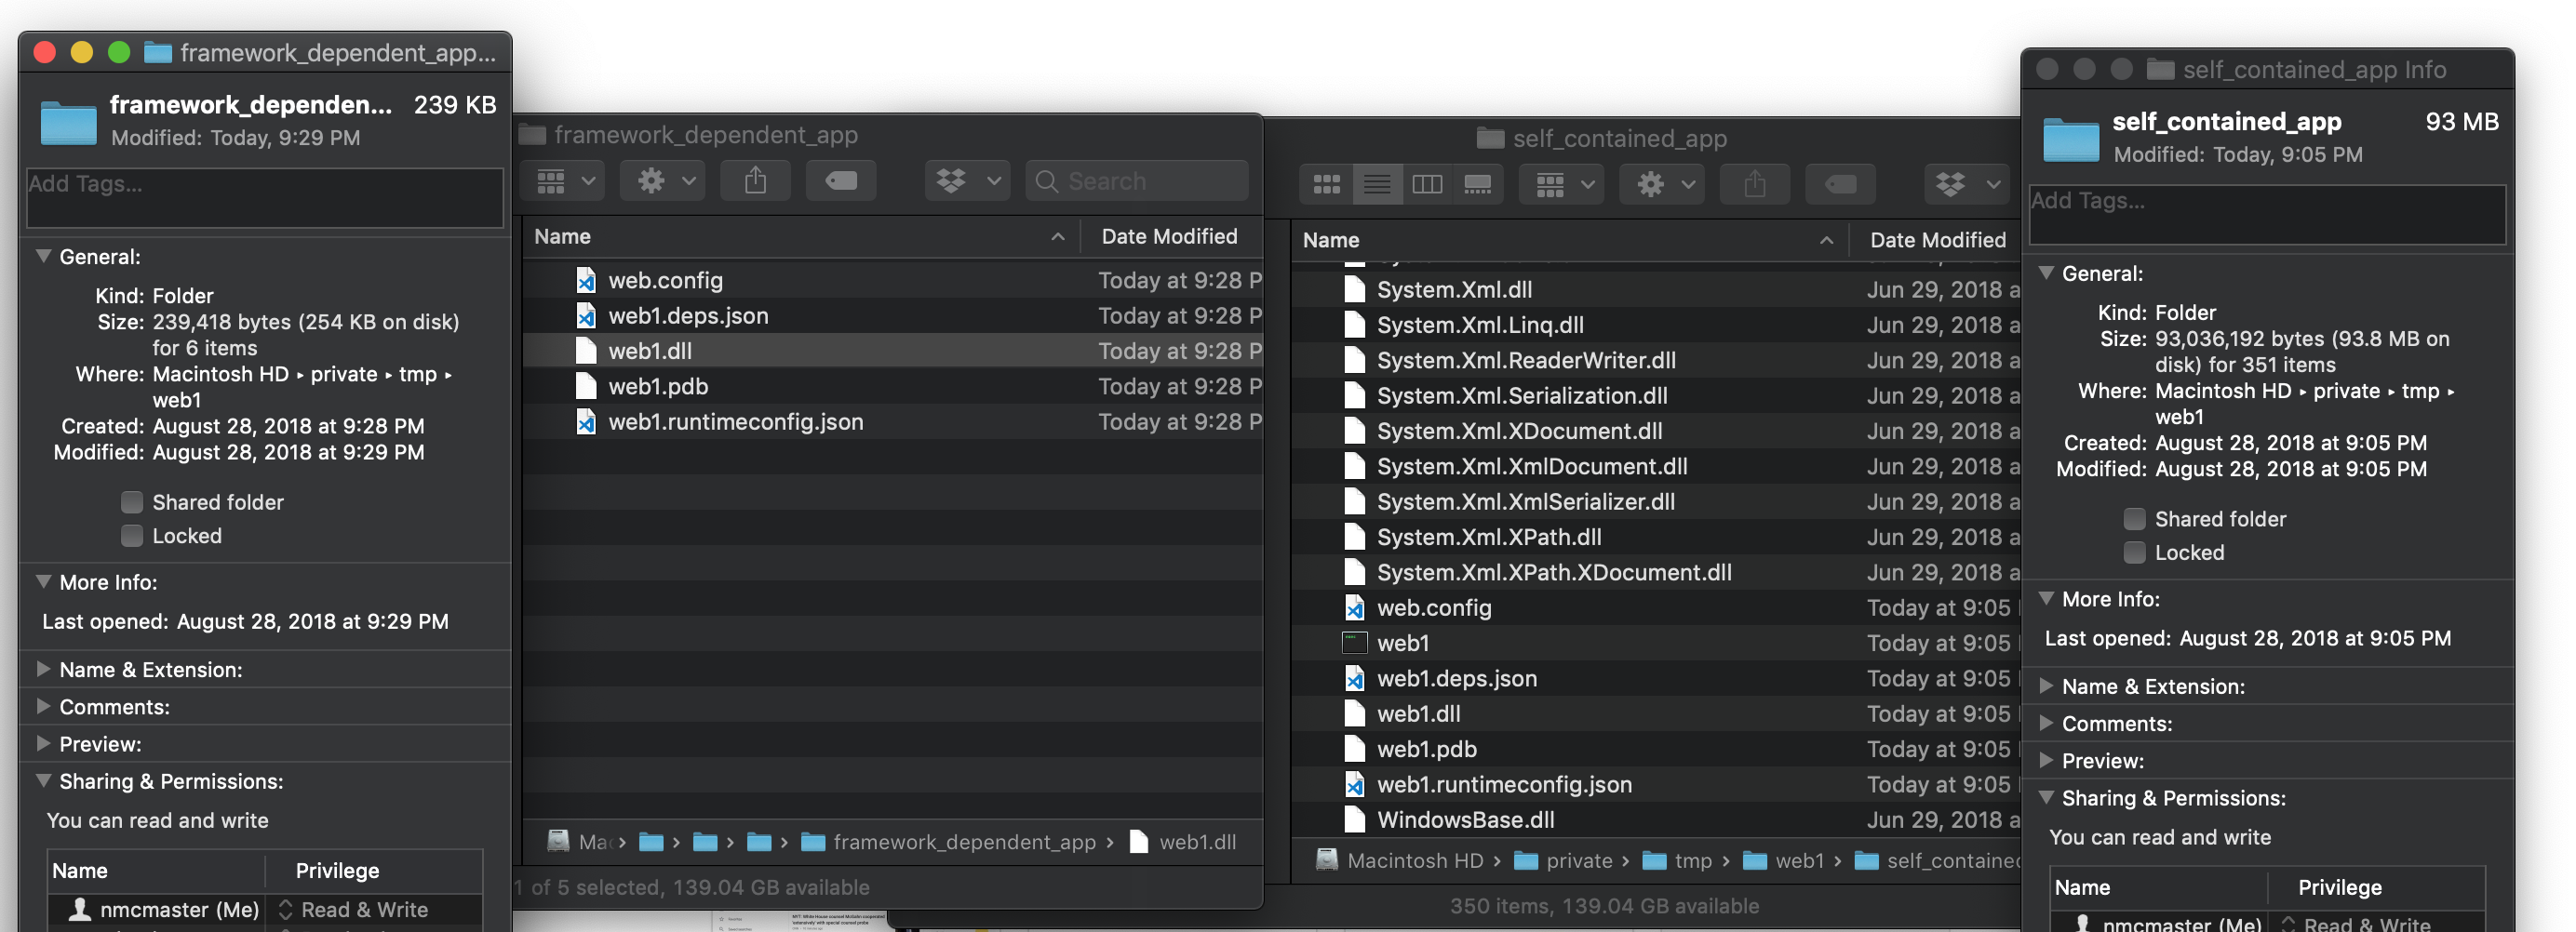 framework_dependent_app...
framework_dependen... 239 KB
Modified: Today, 9:29 PM
Add Tags...
General:
Kind: Folder
Size: 239,418 bytes (254 KB on disk)
for 6 items
Where: Macintosh HD ▸ private ▸ tmp ▸
web1
Created: August 28, 2018 at 9:28 PM
Modified: August 28, 2018 at 9:29 PM
Shared folder
Locked
More Info:
Last opened: August 28, 2018 at 9:29 PM
Name & Extension:
Comments:
Preview:
Sharing & Permissions:
You can read and write
Name Privilege
nmcmaster (Me) Read & Write
framework_dependent_app
Search
Name Date Modified
web.config Today at 9:28 P
web1.deps.json Today at 9:28 P
web1.dll Today at 9:28 P
web1.pdb Today at 9:28 P
web1.runtimeconfig.json Today at 9:28 P
Mac › › › › framework_dependent_app › web1.dll
1 of 5 selected, 139.04 GB available
self_contained_app
Name Date Modified
System.Xml.dll Jun 29, 2018 a
System.Xml.Linq.dll Jun 29, 2018 a
System.Xml.ReaderWriter.dll Jun 29, 2018 a
System.Xml.Serialization.dll Jun 29, 2018 a
System.Xml.XDocument.dll Jun 29, 2018 a
System.Xml.XmlDocument.dll Jun 29, 2018 a
System.Xml.XmlSerializer.dll Jun 29, 2018 a
System.Xml.XPath.dll Jun 29, 2018 a
System.Xml.XPath.XDocument.dll Jun 29, 2018 a
web.config Today at 9:05
web1 Today at 9:05
web1.deps.json Today at 9:05
web1.dll Today at 9:05
web1.pdb Today at 9:05
web1.runtimeconfig.json Today at 9:05
WindowsBase.dll Jun 29, 2018 a
Macintosh HD › private › tmp › web1 › self_contained
350 items, 139.04 GB available
self_contained_app Info
self_contained_app 93 MB
Modified: Today, 9:05 PM
Add Tags...
General:
Kind: Folder
Size: 93,036,192 bytes (93.8 MB on
disk) for 351 items
Where: Macintosh HD ▸ private ▸ tmp ▸
web1
Created: August 28, 2018 at 9:05 PM
Modified: August 28, 2018 at 9:05 PM
Shared folder
Locked
More Info:
Last opened: August 28, 2018 at 9:05 PM
Name & Extension:
Comments:
Preview:
Sharing & Permissions:
You can read and write
Name Privilege
nmcmaster (Me) Read & Write